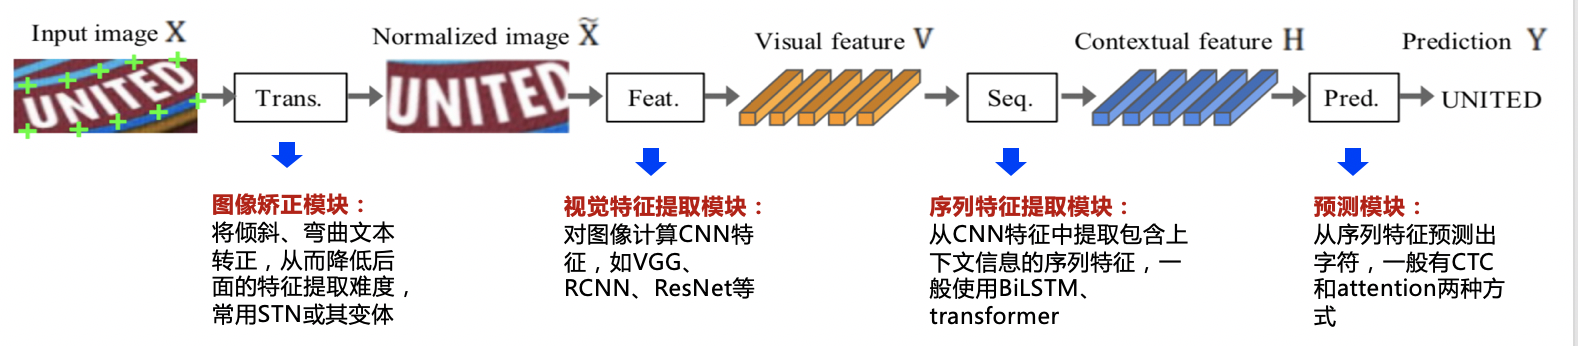 Input image X
Normalized image X̃
Visual feature V
Contextual feature H
Prediction Y
UNITED
Trans.
UNITED
Feat.
Seq.
Pred.
UNITED
图像矫正模块：
将倾斜、弯曲文本
转正，从而降低后
面的特征提取难度，
常用STN或其变体
视觉特征提取模块：
对图像计算CNN特
征，如VGG、
RCNN、ResNet等
序列特征提取模块：
从CNN特征中提取包含上
下文信息的序列特征，一
般使用BiLSTM、
transformer
预测模块：
从序列特征预测出
字符，一般有CTC
和attention两种方
式